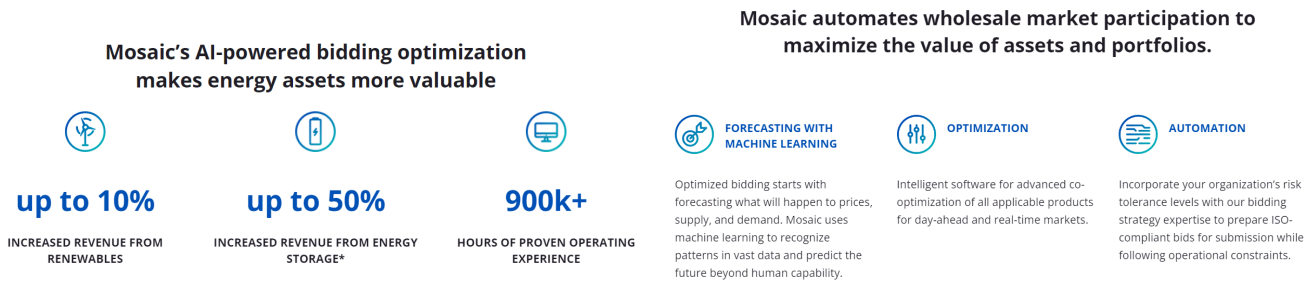 Mosaic's AI-powered bidding optimization
makes energy assets more valuable
up to 10%
INCREASED REVENUE FROM
RENEWABLES
up to 50%
INCREASED REVENUE FROM ENERGY
STORAGE*
900k+
HOURS OF PROVEN OPERATING
EXPERIENCE
Mosaic automates wholesale market participation to
maximize the value of assets and portfolios.
FORECASTING WITH
MACHINE LEARNING
Optimized bidding starts with
forecasting what will happen to prices,
supply, and demand. Mosaic uses
machine learning to recognize
patterns in vast data and predict the
future beyond human capability.
OPTIMIZATION
Intelligent software for advanced co-
optimization of all applicable products
for day-ahead and real-time markets.
AUTOMATION
Incorporate your organization's risk
tolerance levels with our bidding
strategy expertise to prepare ISO-
compliant bids for submission while
following operational constraints.